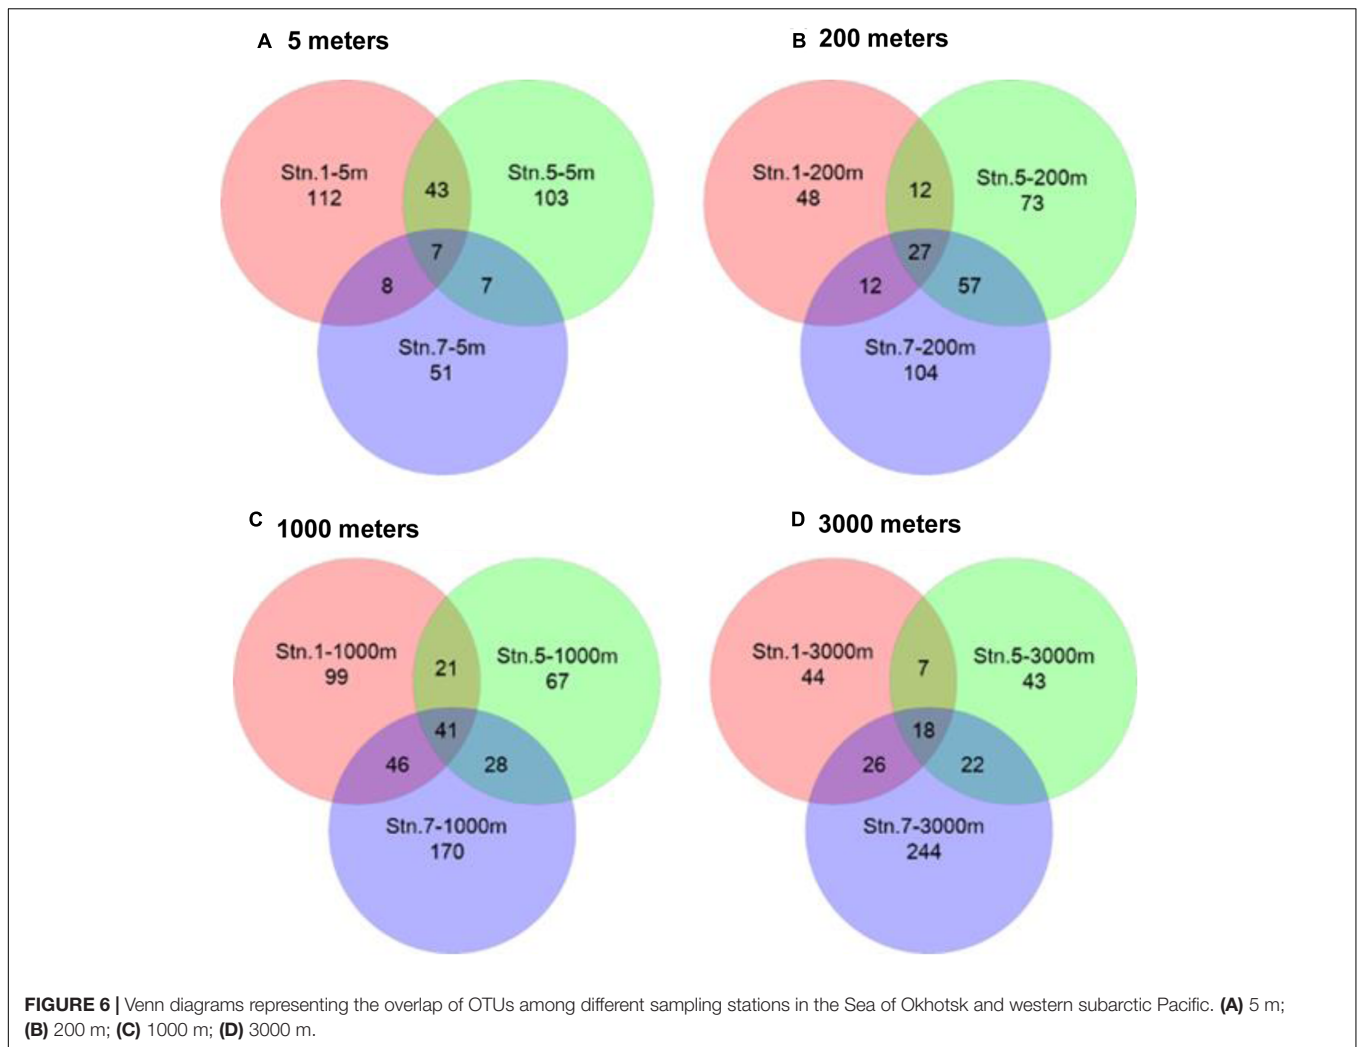 A 5 meters
Stn.1-5m
112
43
Stn.5-5m
103
7
8
7
Stn.7-5m
51
B 200 meters
Stn.1-200m
48
12
Stn.5-200m
73
27
12
57
Stn.7-200m
104
C 1000 meters
Stn.1-1000m
99
21
Stn.5-1000m
67
41
46
28
Stn.7-1000m
170
D 3000 meters
Stn.1-3000m
44
7
Stn.5-3000m
43
18
26
22
Stn.7-3000m
244
FIGURE 6 | Venn diagrams representing the overlap of OTUs among different sampling stations in the Sea of Okhotsk and western subarctic Pacific. (A) 5 m;
(B) 200 m; (C) 1000 m; (D) 3000 m.